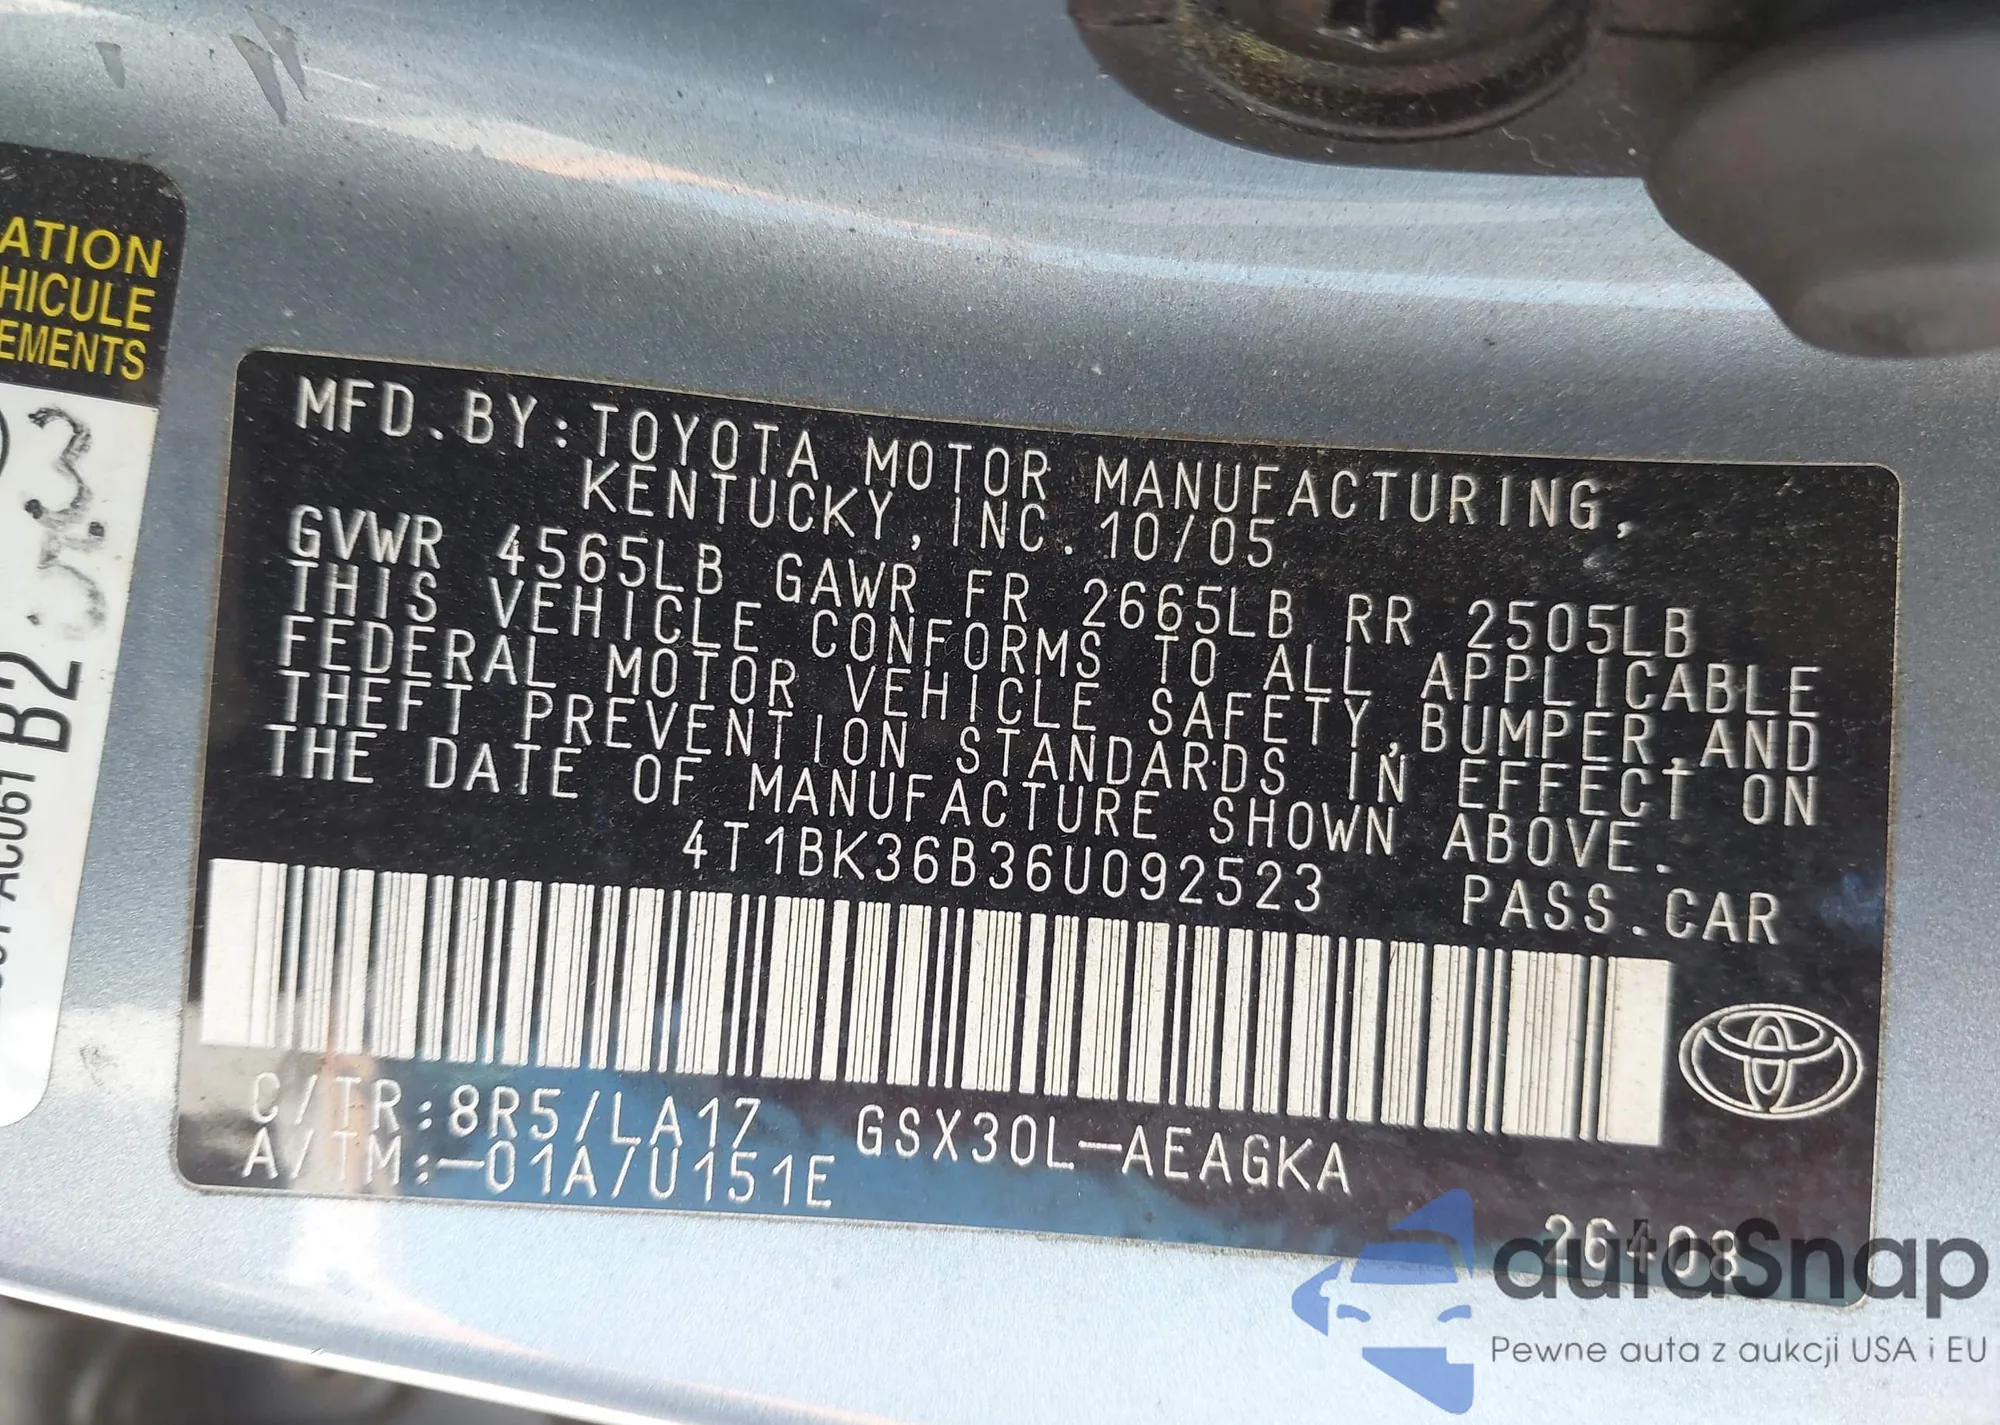 ATION
HICULE
EMENTS
3
B2
MFD.BY:TOYOTA MOTOR MANUFACTURING,
KENTUCKY, INC. 10/05
GVWR 4565LB GAWR FR 2665LB RR 2505LB
THIS VEHICLE CONFORMS TO ALL APPLICABLE
FEDERAL MOTOR VEHICLE SAFETY,BUMPER,AND
THEFT PREVENTION STANDARDS IN EFFECT ON
THE DATE OF MANUFACTURE SHOWN ABOVE.
4T1BK36B36U092523 PASS.CAR
C/TR:8R5/LA17 GSX30L-AEAGKA
A/TM:-01A/U151E
26408
autoSnap
Pewne auta z aukcji USA i EU